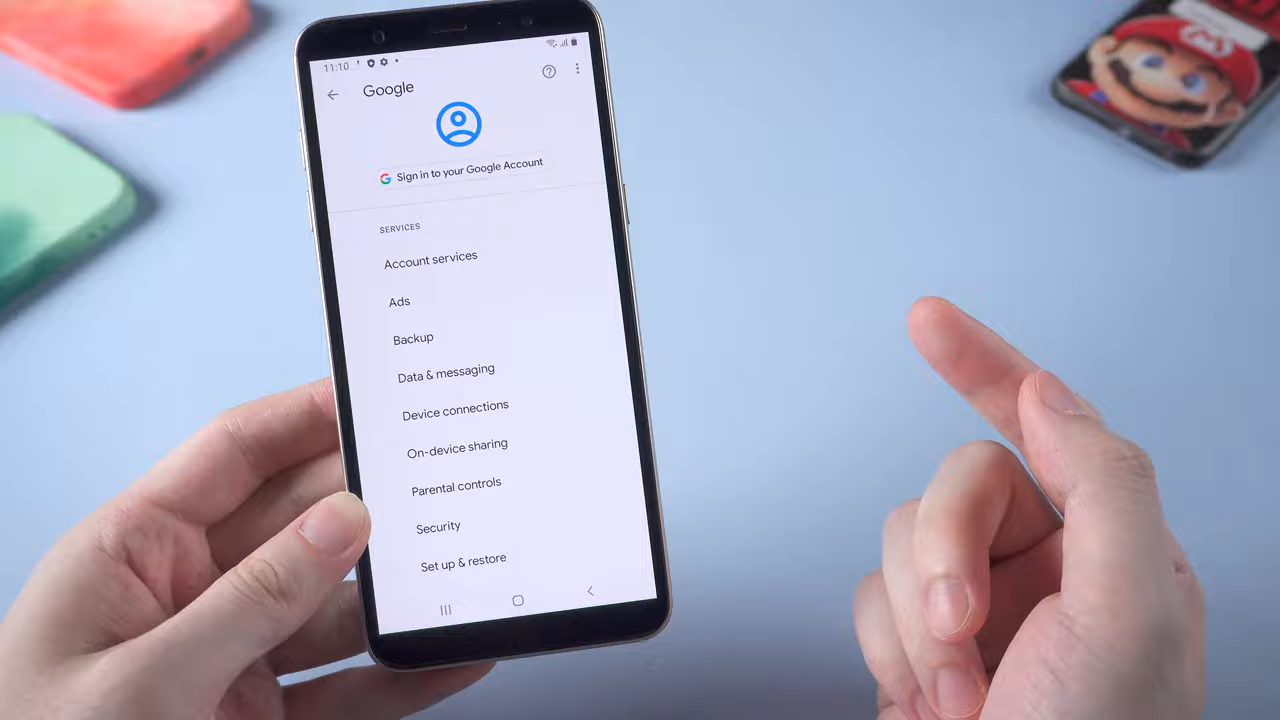 11:10
Google
Sign in to your Google Account
SERVICES
Account services
Ads
Backup
Data & messaging
Device connections
On-device sharing
Parental controls
Security
Set up & restore